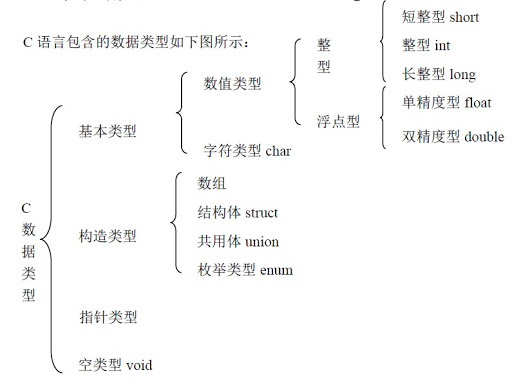 C 语言包含的数据类型如下图所示：
C 数据类型
基本类型
数值类型
整型
短整型 short
整型 int
长整型 long
浮点型
单精度型 float
双精度型 double
字符类型 char
构造类型
数组
结构体 struct
共用体 union
枚举类型 enum
指针类型
空类型 void